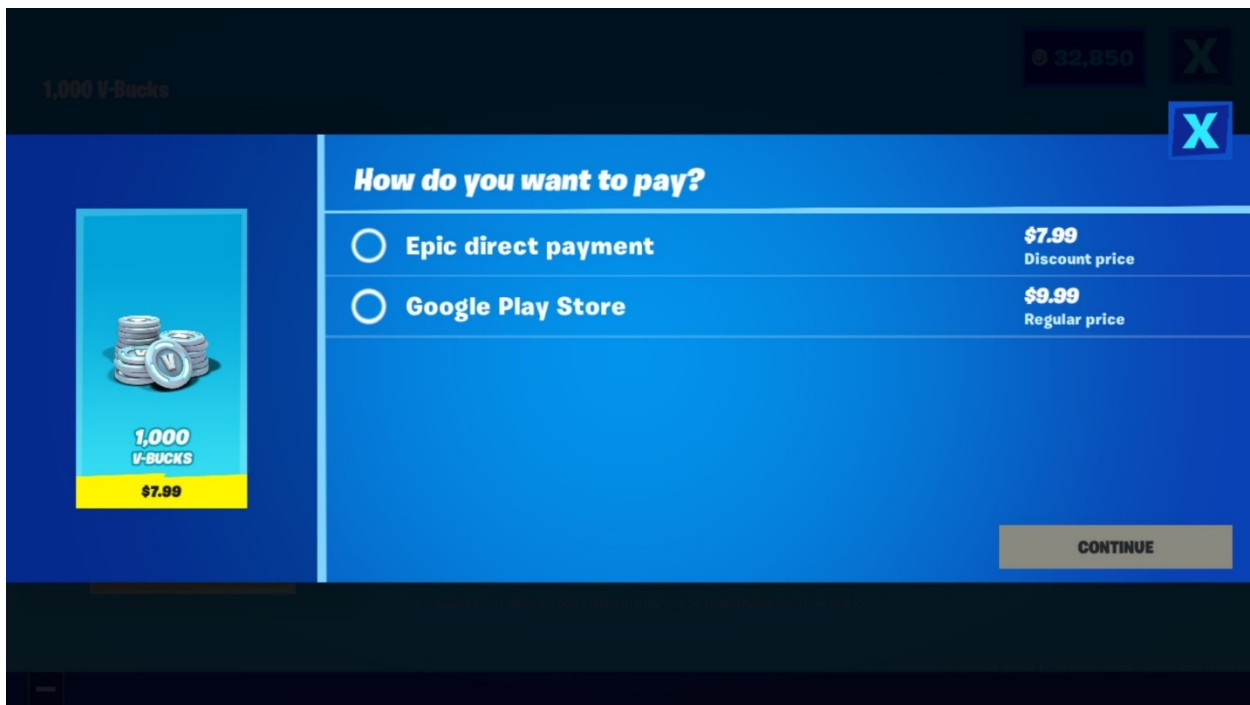 32,850
X
1,000 V-Bucks
X
How do you want to pay?
Epic direct payment
$7.99
Discount price
Google Play Store
$9.99
Regular price
V
1,000
V-BUCKS
$7.99
CONTINUE